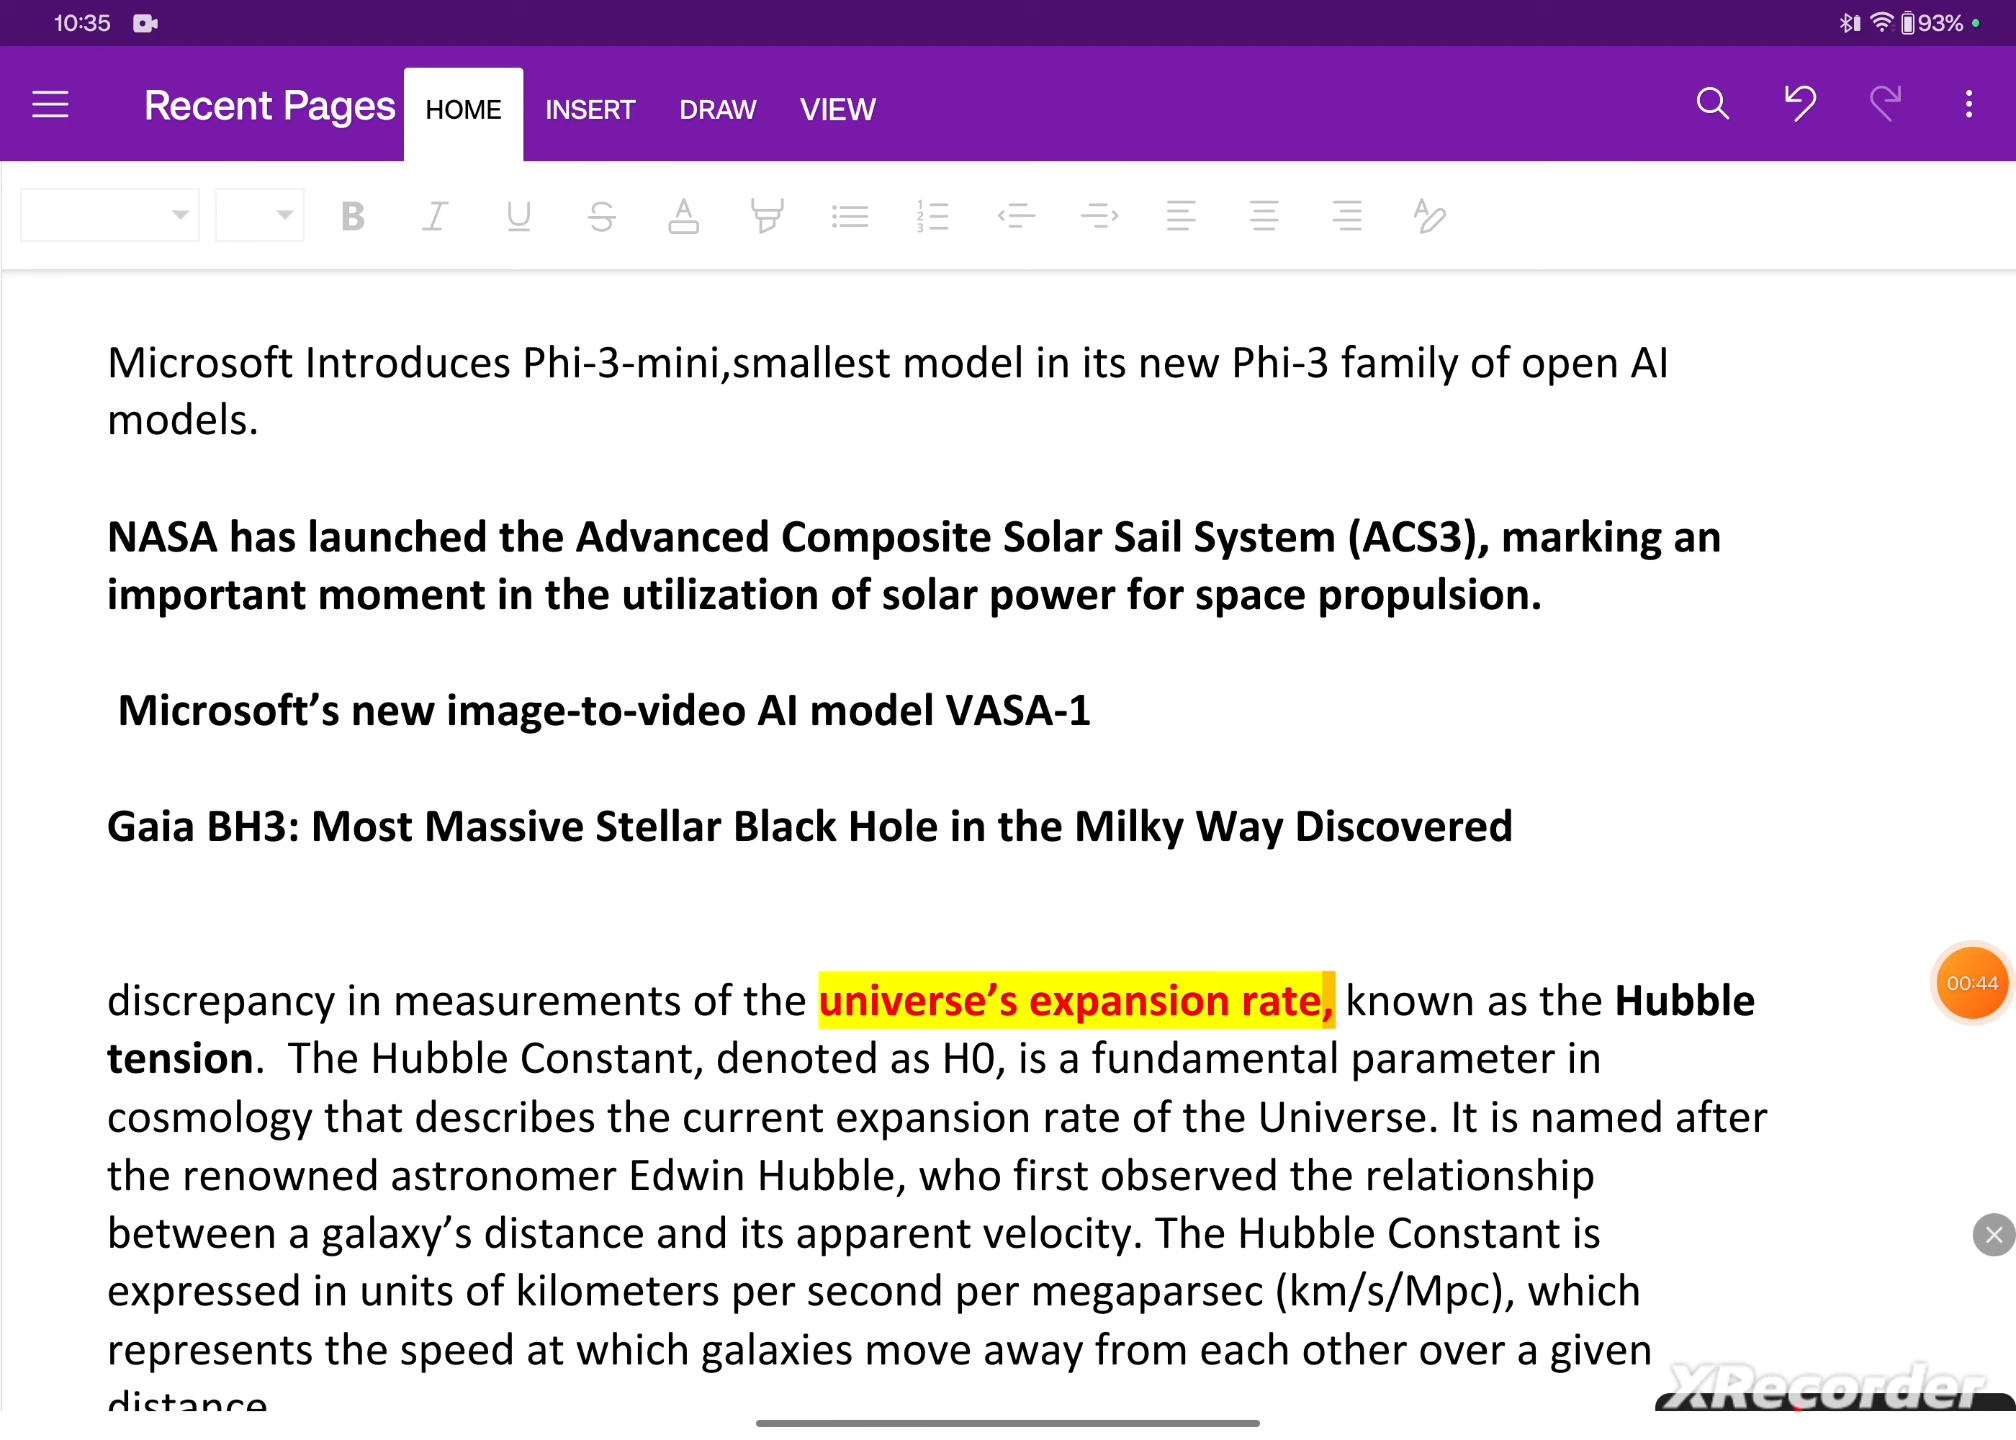 10:35
93%
Recent Pages HOME INSERT DRAW VIEW
Microsoft Introduces Phi-3-mini,smallest model in its new Phi-3 family of open AI
models.
NASA has launched the Advanced Composite Solar Sail System (ACS3), marking an
important moment in the utilization of solar power for space propulsion.
Microsoft’s new image-to-video AI model VASA-1
Gaia BH3: Most Massive Stellar Black Hole in the Milky Way Discovered
discrepancy in measurements of the universe’s expansion rate, known as the Hubble
00:44
tension. The Hubble Constant, denoted as H0, is a fundamental parameter in
cosmology that describes the current expansion rate of the Universe. It is named after
the renowned astronomer Edwin Hubble, who first observed the relationship
between a galaxy’s distance and its apparent velocity. The Hubble Constant is
expressed in units of kilometers per second per megaparsec (km/s/Mpc), which
represents the speed at which galaxies move away from each other over a given
distance
XRecorder